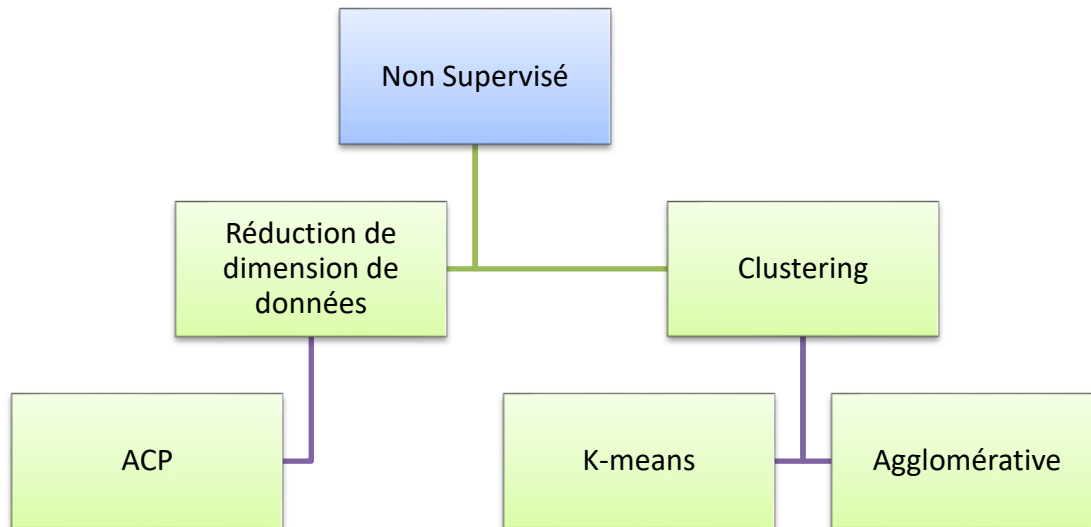 Non Supervisé
Réduction de
dimension de
données
Clustering
ACP
K-means
Agglomérative